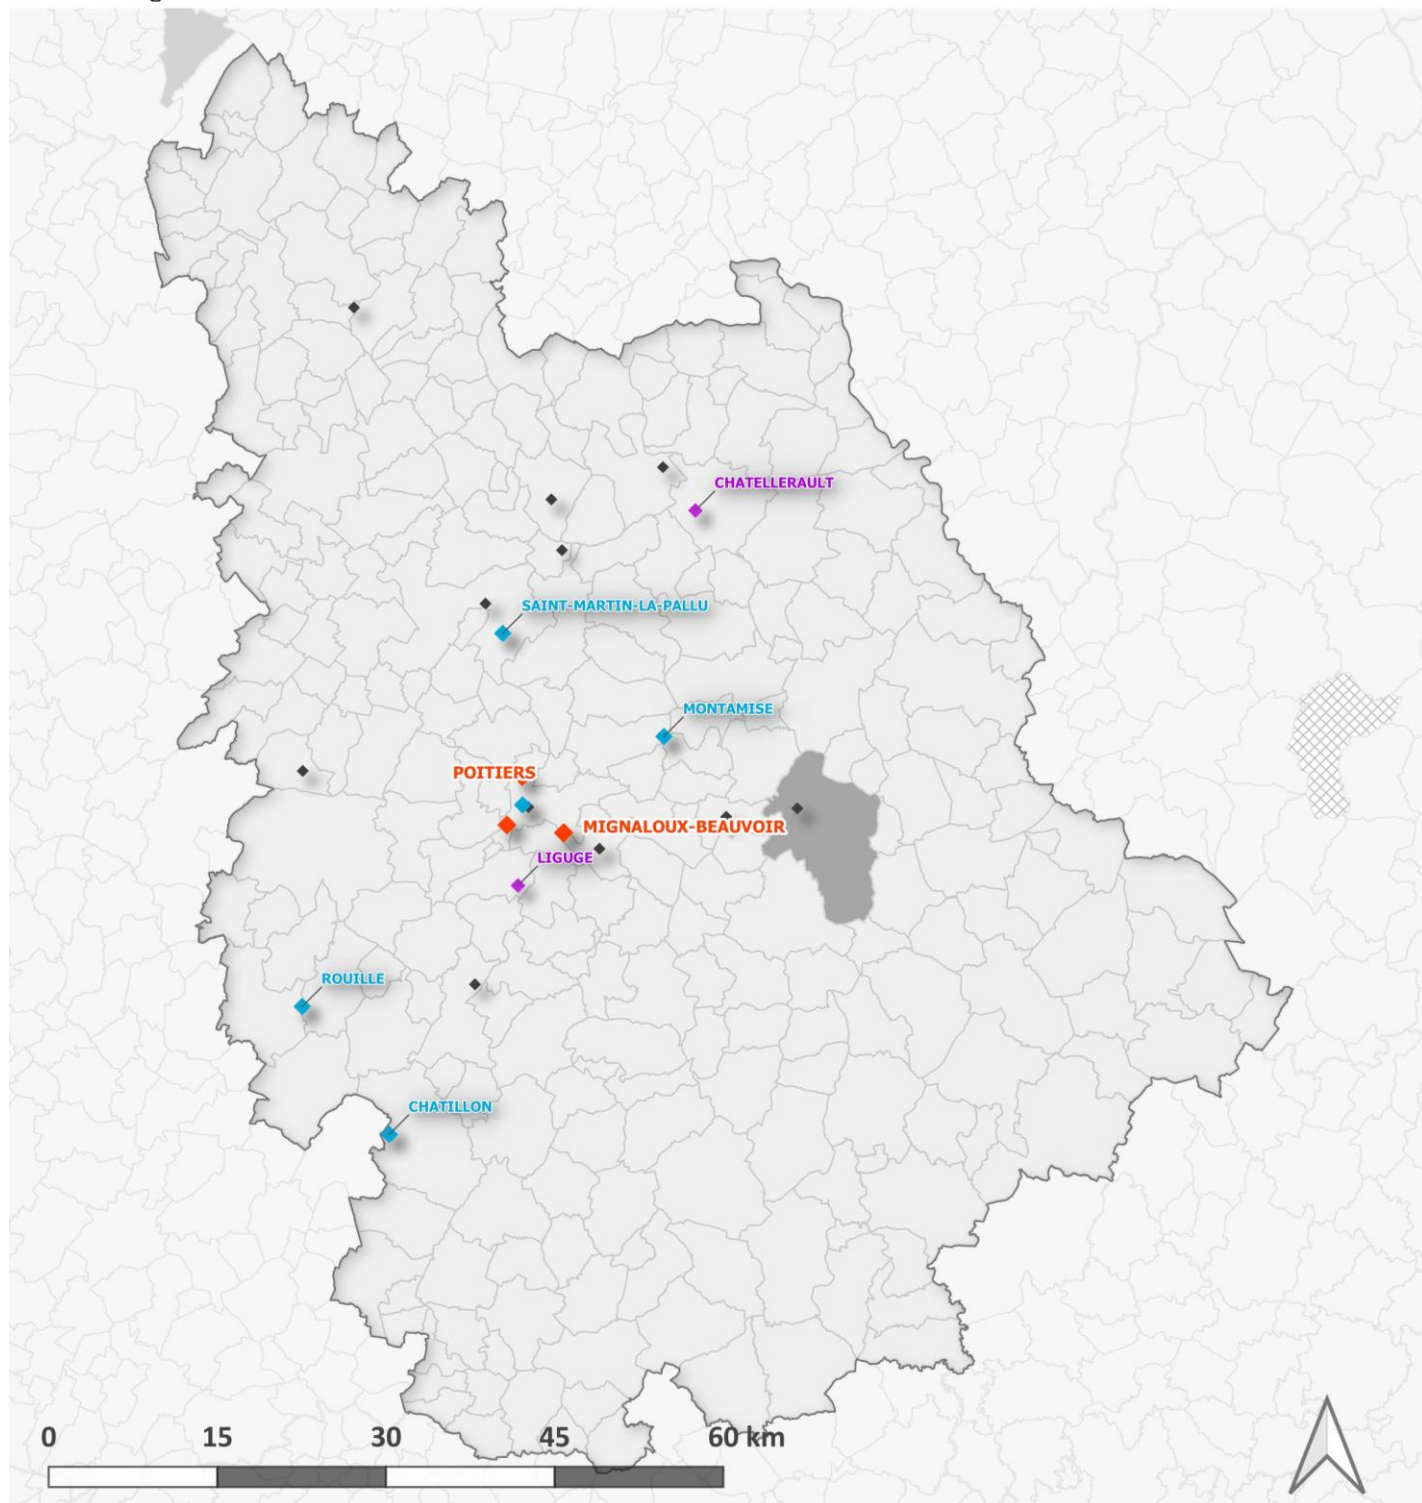 CHATELLERAULT
SAINT-MARTIN-LA-PALLU
MONTAMISE
POITIERS
MIGNALOUX-BEAUVOIR
LIGUGE
ROUILLE
CHATILLON
0 15 30 45 60 km